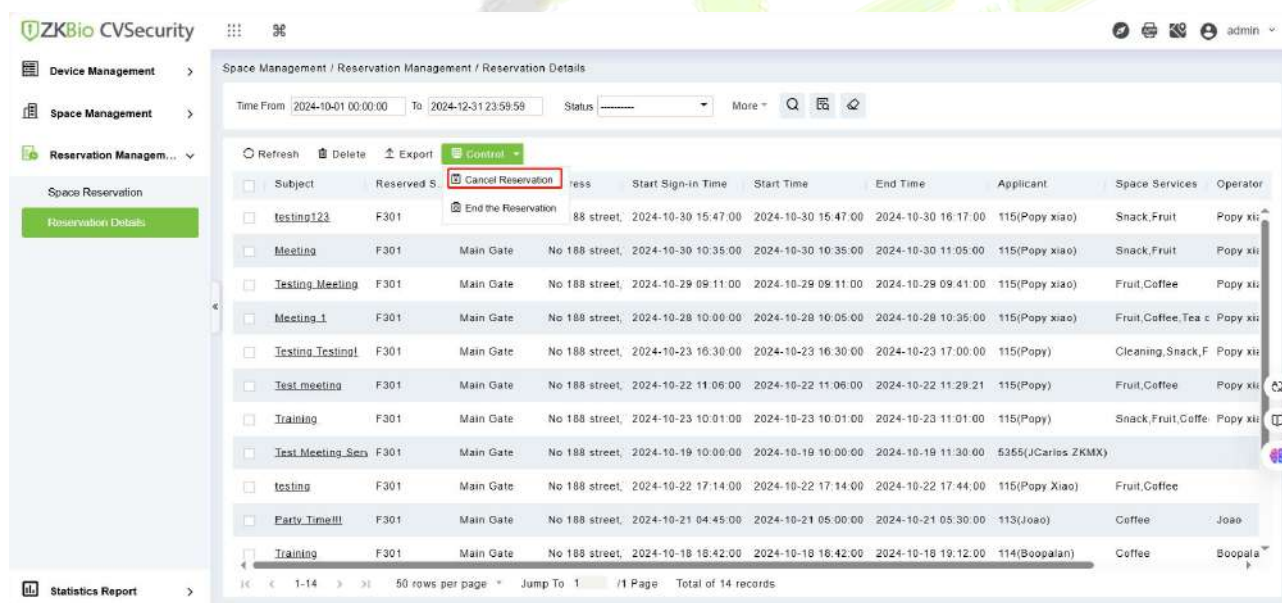 ZKBio CVSecurity
admin
Device Management
Space Management
Reservation Managem...
Space Reservation
Reservation Details
Statistics Report
Space Management / Reservation Management / Reservation Details
Time From 2024-10-01 00:00:00 To 2024-12-31 23:59:59 Status ---------- More
Refresh Delete Export Control
Cancel Reservation
End the Reservation
Subject Reserved S... ress Start Sign-in Time Start Time End Time Applicant Space Services Operator
testing123 F301 88 street, 2024-10-30 15:47:00 2024-10-30 15:47:00 2024-10-30 16:17:00 115(Popy xiao) Snack,Fruit Popy xia
Meeting F301 Main Gate No 188 street, 2024-10-30 10:35:00 2024-10-30 10:35:00 2024-10-30 11:05:00 115(Popy xiao) Snack,Fruit Popy xia
Testing Meeting F301 Main Gate No 188 street, 2024-10-29 09:11:00 2024-10-29 09:11:00 2024-10-29 09:41:00 115(Popy xiao) Fruit,Coffee Popy xia
Meeting 1 F301 Main Gate No 188 street, 2024-10-28 10:00:00 2024-10-28 10:05:00 2024-10-28 10:35:00 115(Popy xiao) Fruit,Coffee,Tea c Popy xia
Testing Testing! F301 Main Gate No 188 street, 2024-10-23 16:30:00 2024-10-23 16:30:00 2024-10-23 17:00:00 115(Popy) Cleaning,Snack,F Popy xia
Test meeting F301 Main Gate No 188 street, 2024-10-22 11:06:00 2024-10-22 11:06:00 2024-10-22 11:29:21 115(Popy) Fruit,Coffee Popy xia
Training F301 Main Gate No 188 street, 2024-10-23 10:01:00 2024-10-23 10:01:00 2024-10-23 11:01:00 115(Popy) Snack,Fruit,Coffe Popy xia
Test Meeting Serv F301 Main Gate No 188 street, 2024-10-19 10:00:00 2024-10-19 10:00:00 2024-10-19 11:30:00 5355(JCarlos ZKMX)
testing F301 Main Gate No 188 street, 2024-10-22 17:14:00 2024-10-22 17:14:00 2024-10-22 17:44:00 115(Popy Xiao) Fruit,Coffee
Party Time!!! F301 Main Gate No 188 street, 2024-10-21 04:45:00 2024-10-21 05:00:00 2024-10-21 05:30:00 113(Joao) Coffee Joao
Training F301 Main Gate No 188 street, 2024-10-18 18:42:00 2024-10-18 18:42:00 2024-10-18 19:12:00 114(Boopalan) Coffee Boopala
1-14 50 rows per page Jump To 1 /1 Page Total of 14 records